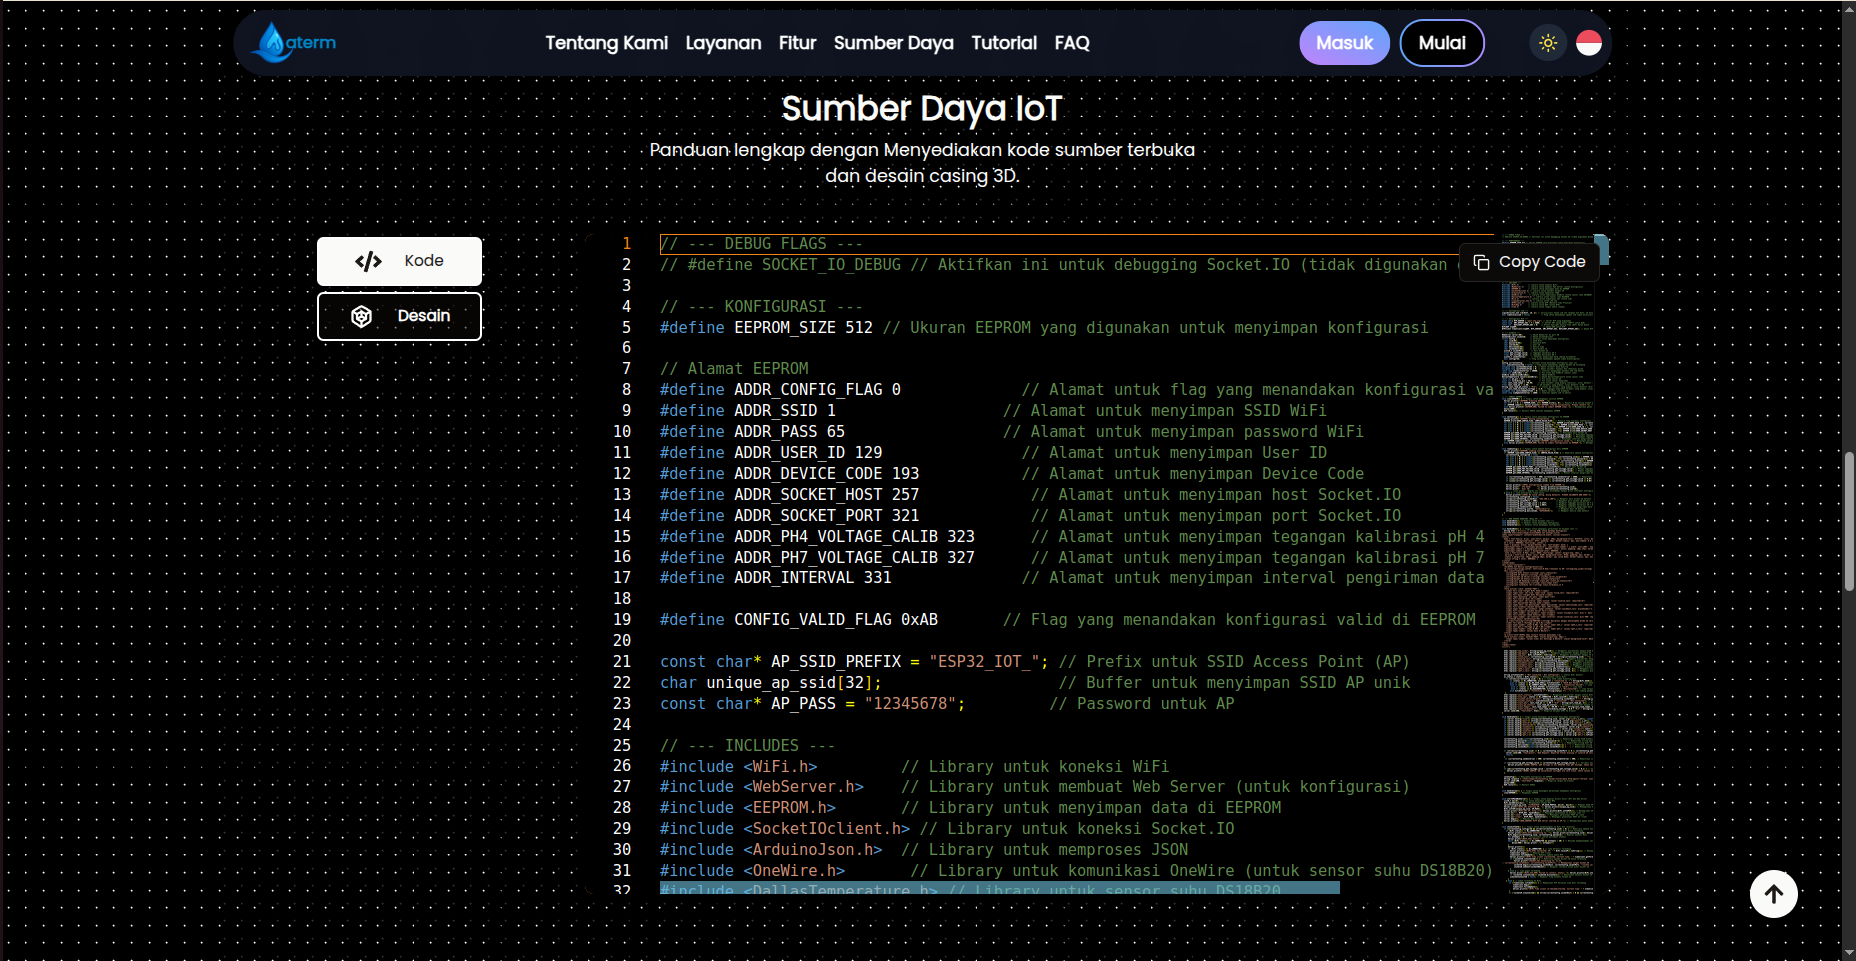 aterm
Tentang Kami Layanan Fitur Sumber Daya Tutorial FAQ
Masuk Mulai
Sumber Daya IoT
Panduan lengkap dengan Menyediakan kode sumber terbuka
dan desain casing 3D.
Kode
Desain
Copy Code
1 // --- DEBUG FLAGS ---
2 // #define SOCKET_IO_DEBUG // Aktifkan ini untuk debugging Socket.IO (tidak digunakan
3
4 // --- KONFIGURASI ---
5 #define EEPROM_SIZE 512 // Ukuran EEPROM yang digunakan untuk menyimpan konfigurasi
6
7 // Alamat EEPROM
8 #define ADDR_CONFIG_FLAG 0 // Alamat untuk flag yang menandakan konfigurasi va
9 #define ADDR_SSID 1 // Alamat untuk menyimpan SSID WiFi
10 #define ADDR_PASS 65 // Alamat untuk menyimpan password WiFi
11 #define ADDR_USER_ID 129 // Alamat untuk menyimpan User ID
12 #define ADDR_DEVICE_CODE 193 // Alamat untuk menyimpan Device Code
13 #define ADDR_SOCKET_HOST 257 // Alamat untuk menyimpan host Socket.IO
14 #define ADDR_SOCKET_PORT 321 // Alamat untuk menyimpan port Socket.IO
15 #define ADDR_PH4_VOLTAGE_CALIB 323 // Alamat untuk menyimpan tegangan kalibrasi pH 4
16 #define ADDR_PH7_VOLTAGE_CALIB 327 // Alamat untuk menyimpan tegangan kalibrasi pH 7
17 #define ADDR_INTERVAL 331 // Alamat untuk menyimpan interval pengiriman data
18
19 #define CONFIG_VALID_FLAG 0xAB // Flag yang menandakan konfigurasi valid di EEPROM
20
21 const char* AP_SSID_PREFIX = "ESP32_IOT_"; // Prefix untuk SSID Access Point (AP)
22 char unique_ap_ssid[32]; // Buffer untuk menyimpan SSID AP unik
23 const char* AP_PASS = "12345678"; // Password untuk AP
24
25 // --- INCLUDES ---
26 #include <WiFi.h> // Library untuk koneksi WiFi
27 #include <WebServer.h> // Library untuk membuat Web Server (untuk konfigurasi)
28 #include <EEPROM.h> // Library untuk menyimpan data di EEPROM
29 #include <SocketIOclient.h> // Library untuk koneksi Socket.IO
30 #include <ArduinoJson.h> // Library untuk memproses JSON
31 #include <OneWire.h> // Library untuk komunikasi OneWire (untuk sensor suhu DS18B20)
32 #include <DallasTemperature.h> // Library untuk sensor suhu DS18B20